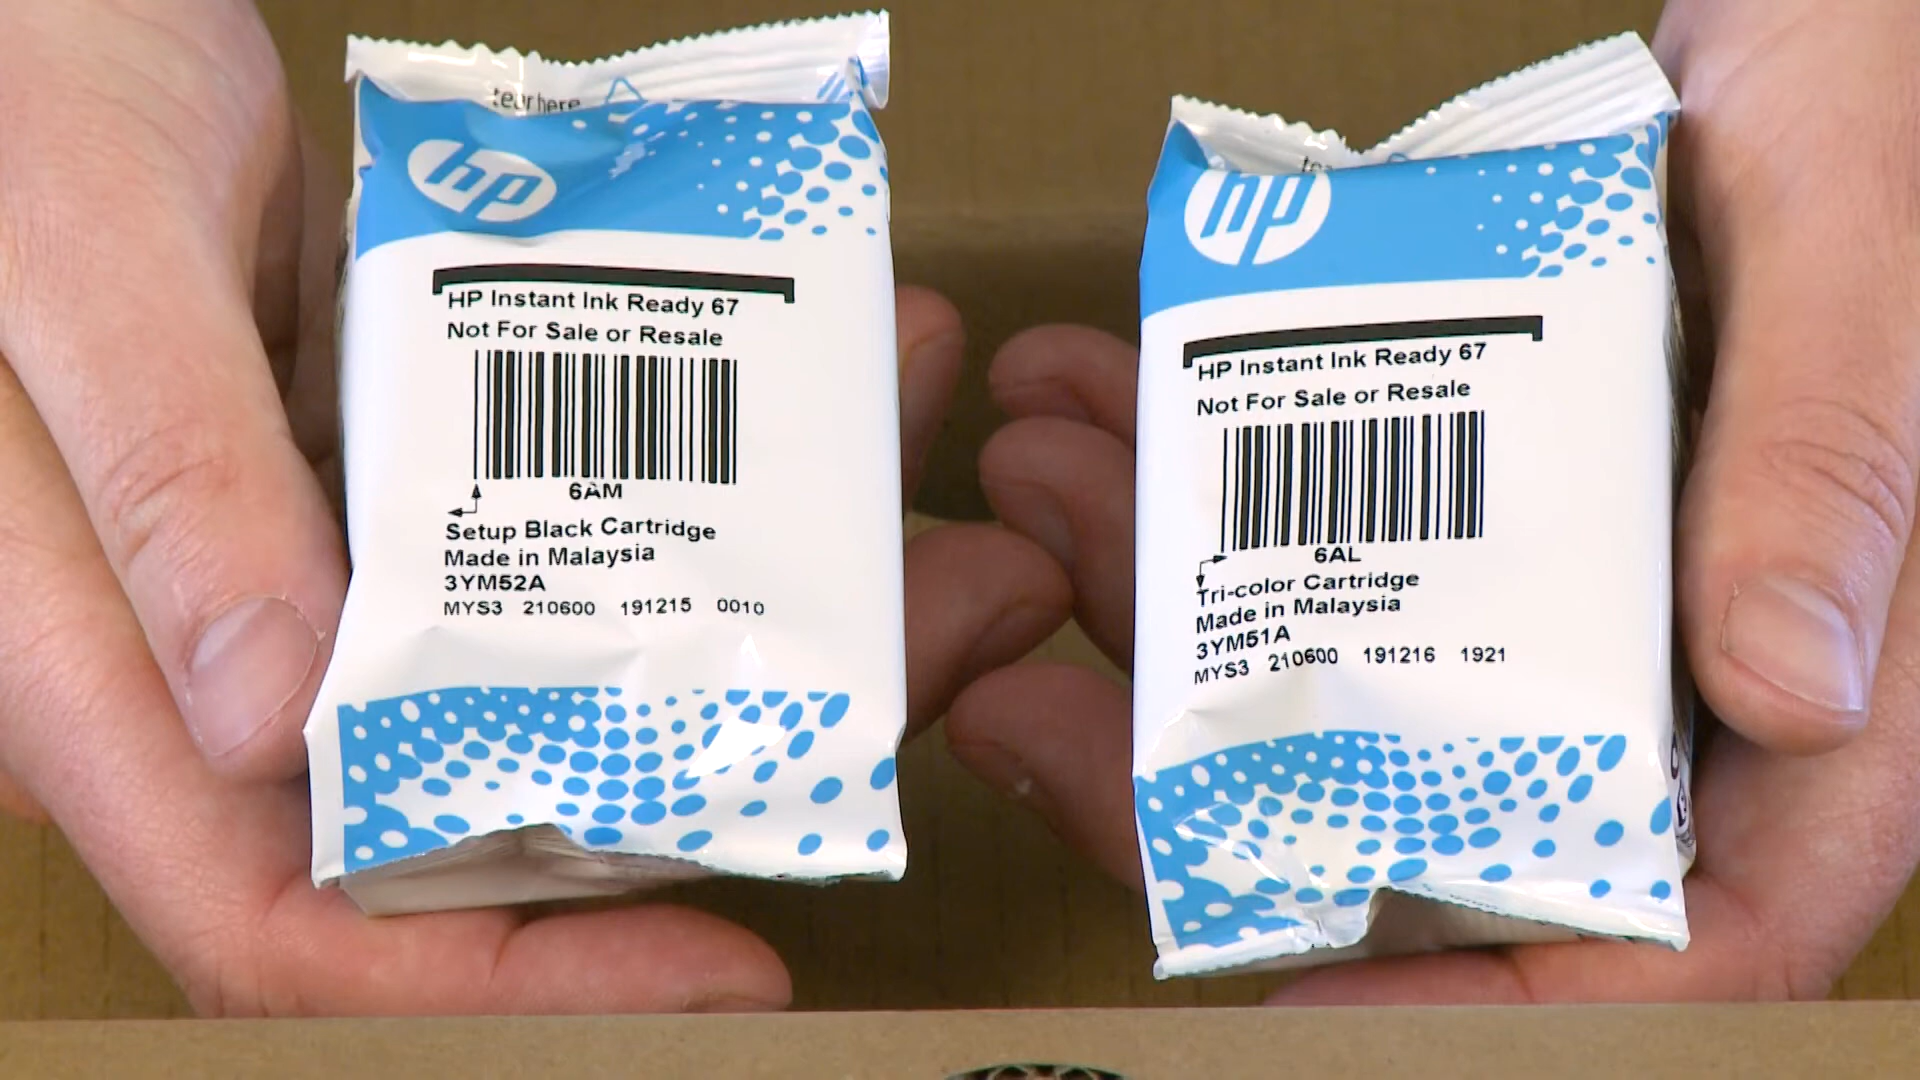 tear here
hp
HP Instant Ink Ready 67
Not For Sale or Resale
6AM
Setup Black Cartridge
Made in Malaysia
3YM52A
MYS3 210600 191215 0010
hp
HP Instant Ink Ready 67
Not For Sale or Resale
6AL
Tri-color Cartridge
Made in Malaysia
3YM51A
MYS3 210600 191216 1921